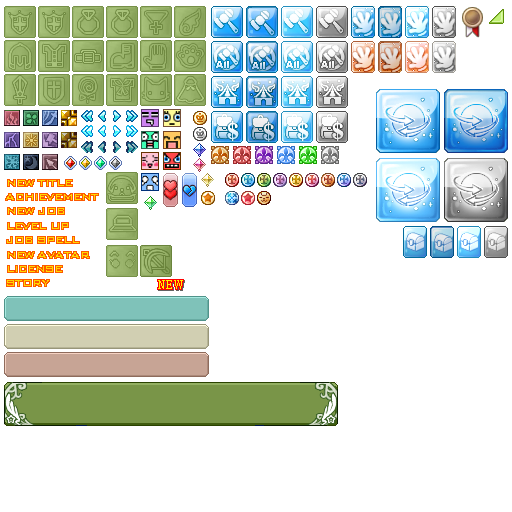 All
All
All
All
$
$
$
$
NEW TITLE
ACHIEVEMENT
NEW JOB
LEVEL UP
JOB SPELL
NEW AVATAR
LICENSE
STORY
NEW